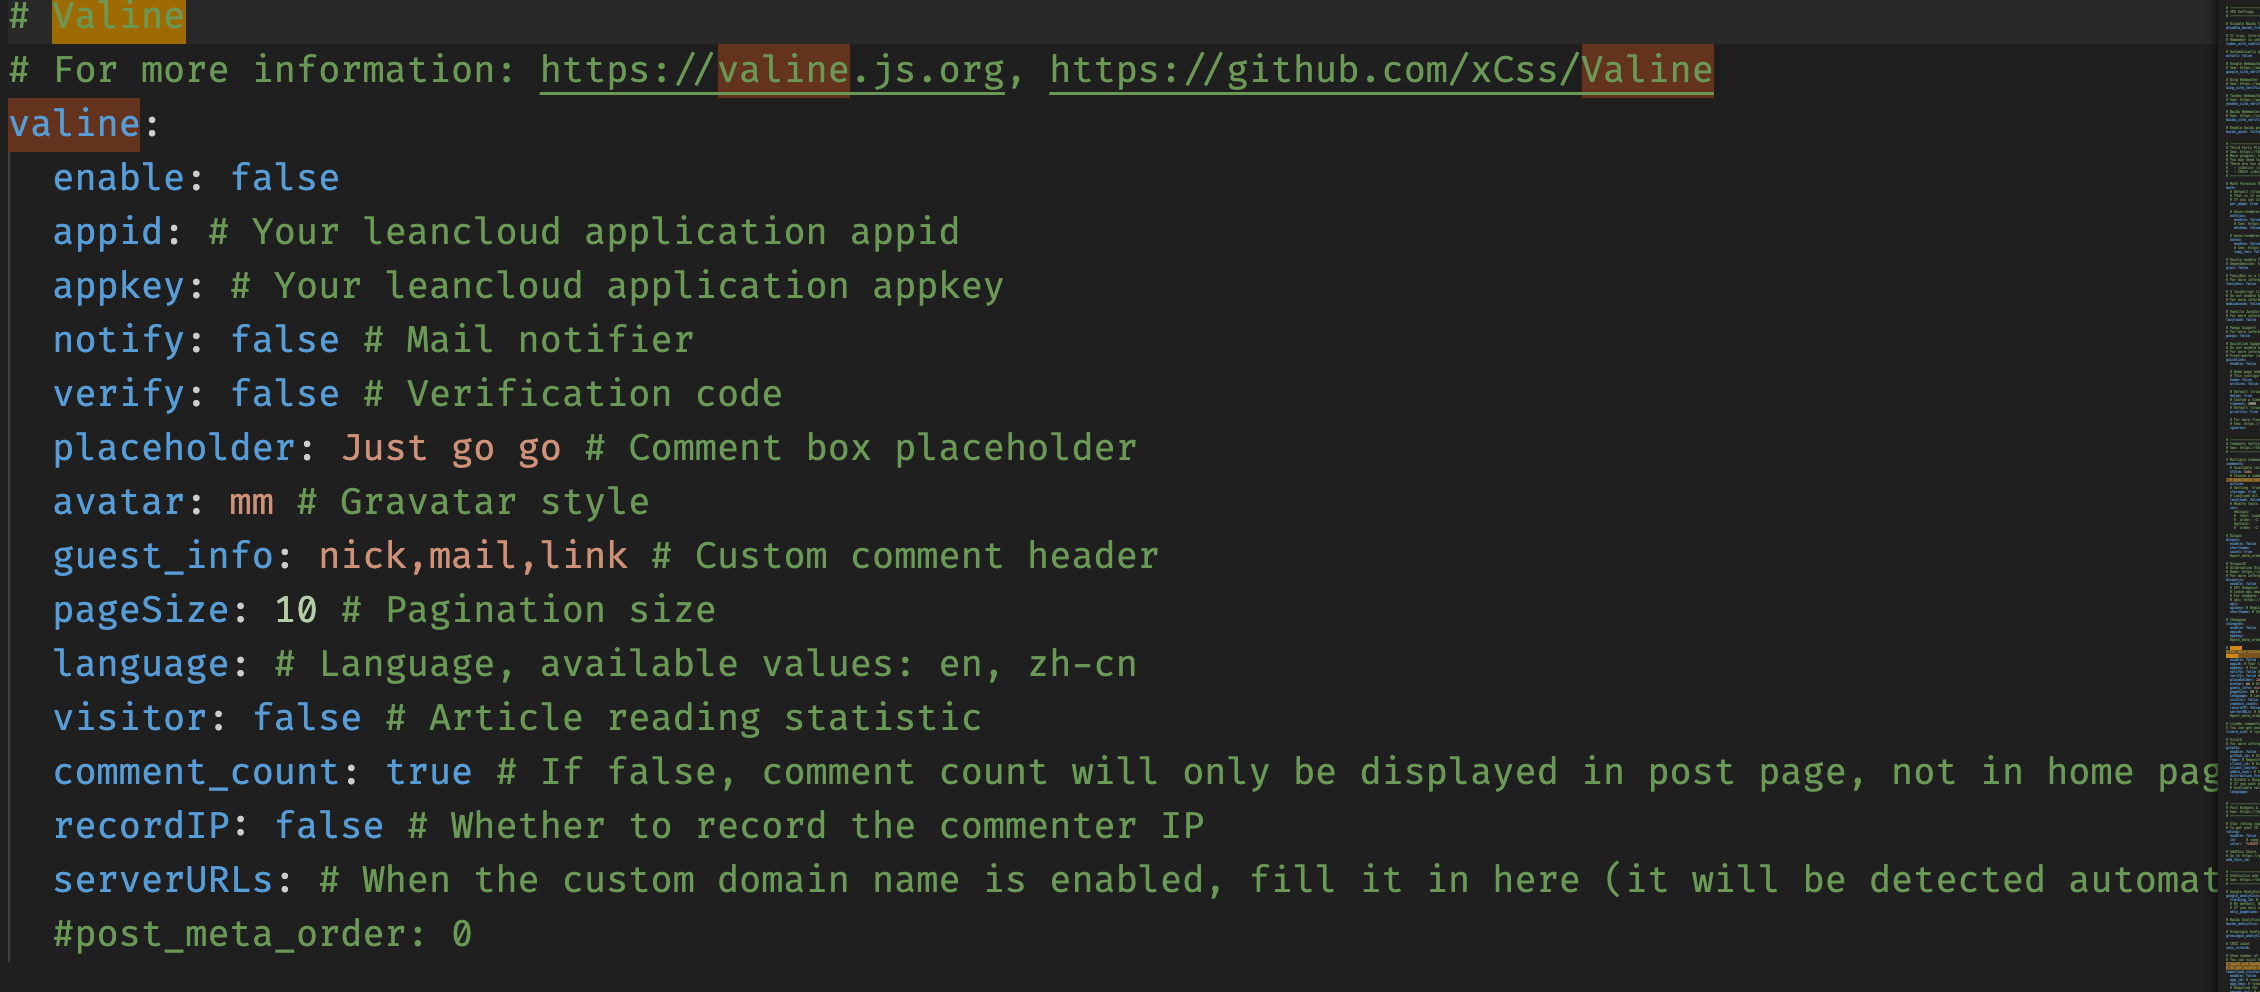 # Valine
# For more information: https://valine.js.org, https://github.com/xCss/Valine
valine:
  enable: false
  appid: # Your leancloud application appid
  appkey: # Your leancloud application appkey
  notify: false # Mail notifier
  verify: false # Verification code
  placeholder: Just go go # Comment box placeholder
  avatar: mm # Gravatar style
  guest_info: nick,mail,link # Custom comment header
  pageSize: 10 # Pagination size
  language: # Language, available values: en, zh-cn
  visitor: false # Article reading statistic
  comment_count: true # If false, comment count will only be displayed in post page, not in home pag
  recordIP: false # Whether to record the commenter IP
  serverURLs: # When the custom domain name is enabled, fill it in here (it will be detected automat
  #post_meta_order: 0